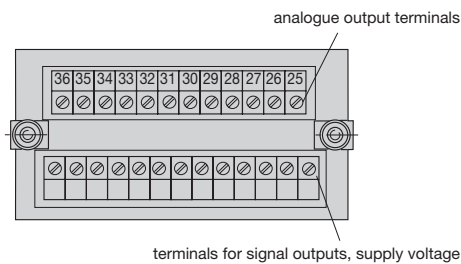 analogue output terminals
36 35 34 33 32 31 30 29 28 27 26 25
terminals for signal outputs, supply voltage